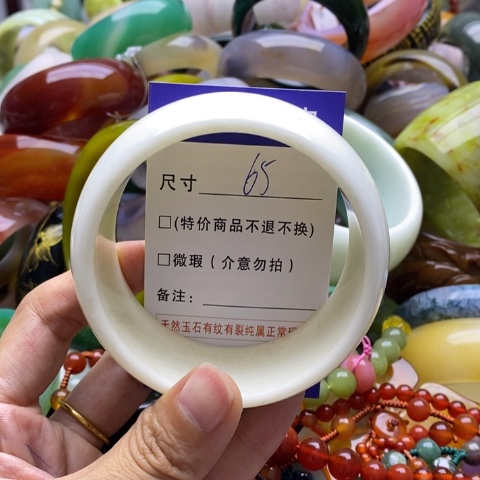 尺寸 65
□(特价商品不退不换)
□微瑕(介意勿拍)
备注:
天然玉石有纹有裂纯属正常